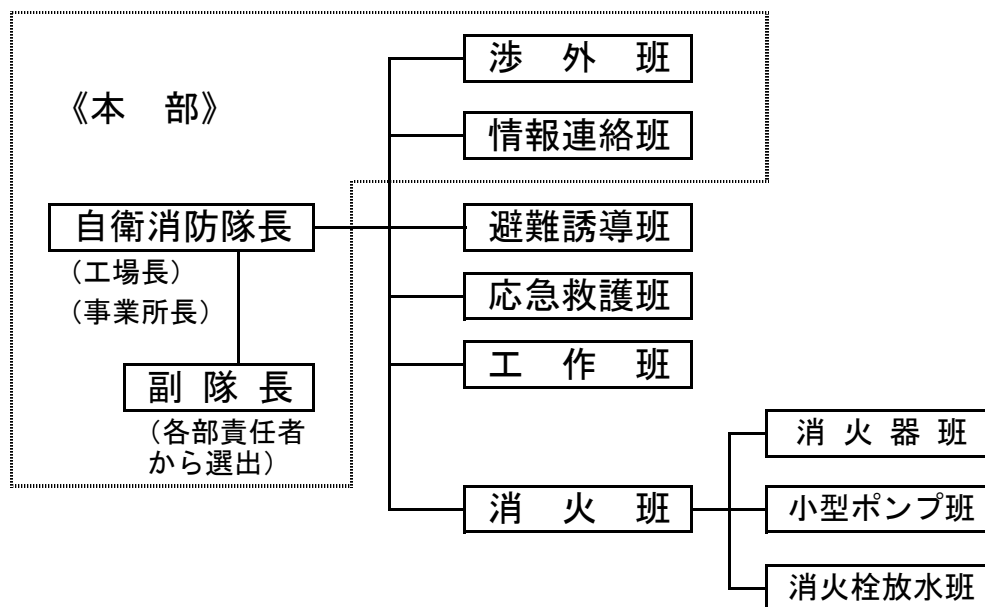 渉外班
《本部》
情報連絡班
自衛消防隊長
避難誘導班
（工場長）
（事業所長）
応急救護班
工作班
副隊長
（各部責任者
から選出）
消火器班
消火班
小型ポンプ班
消火栓放水班